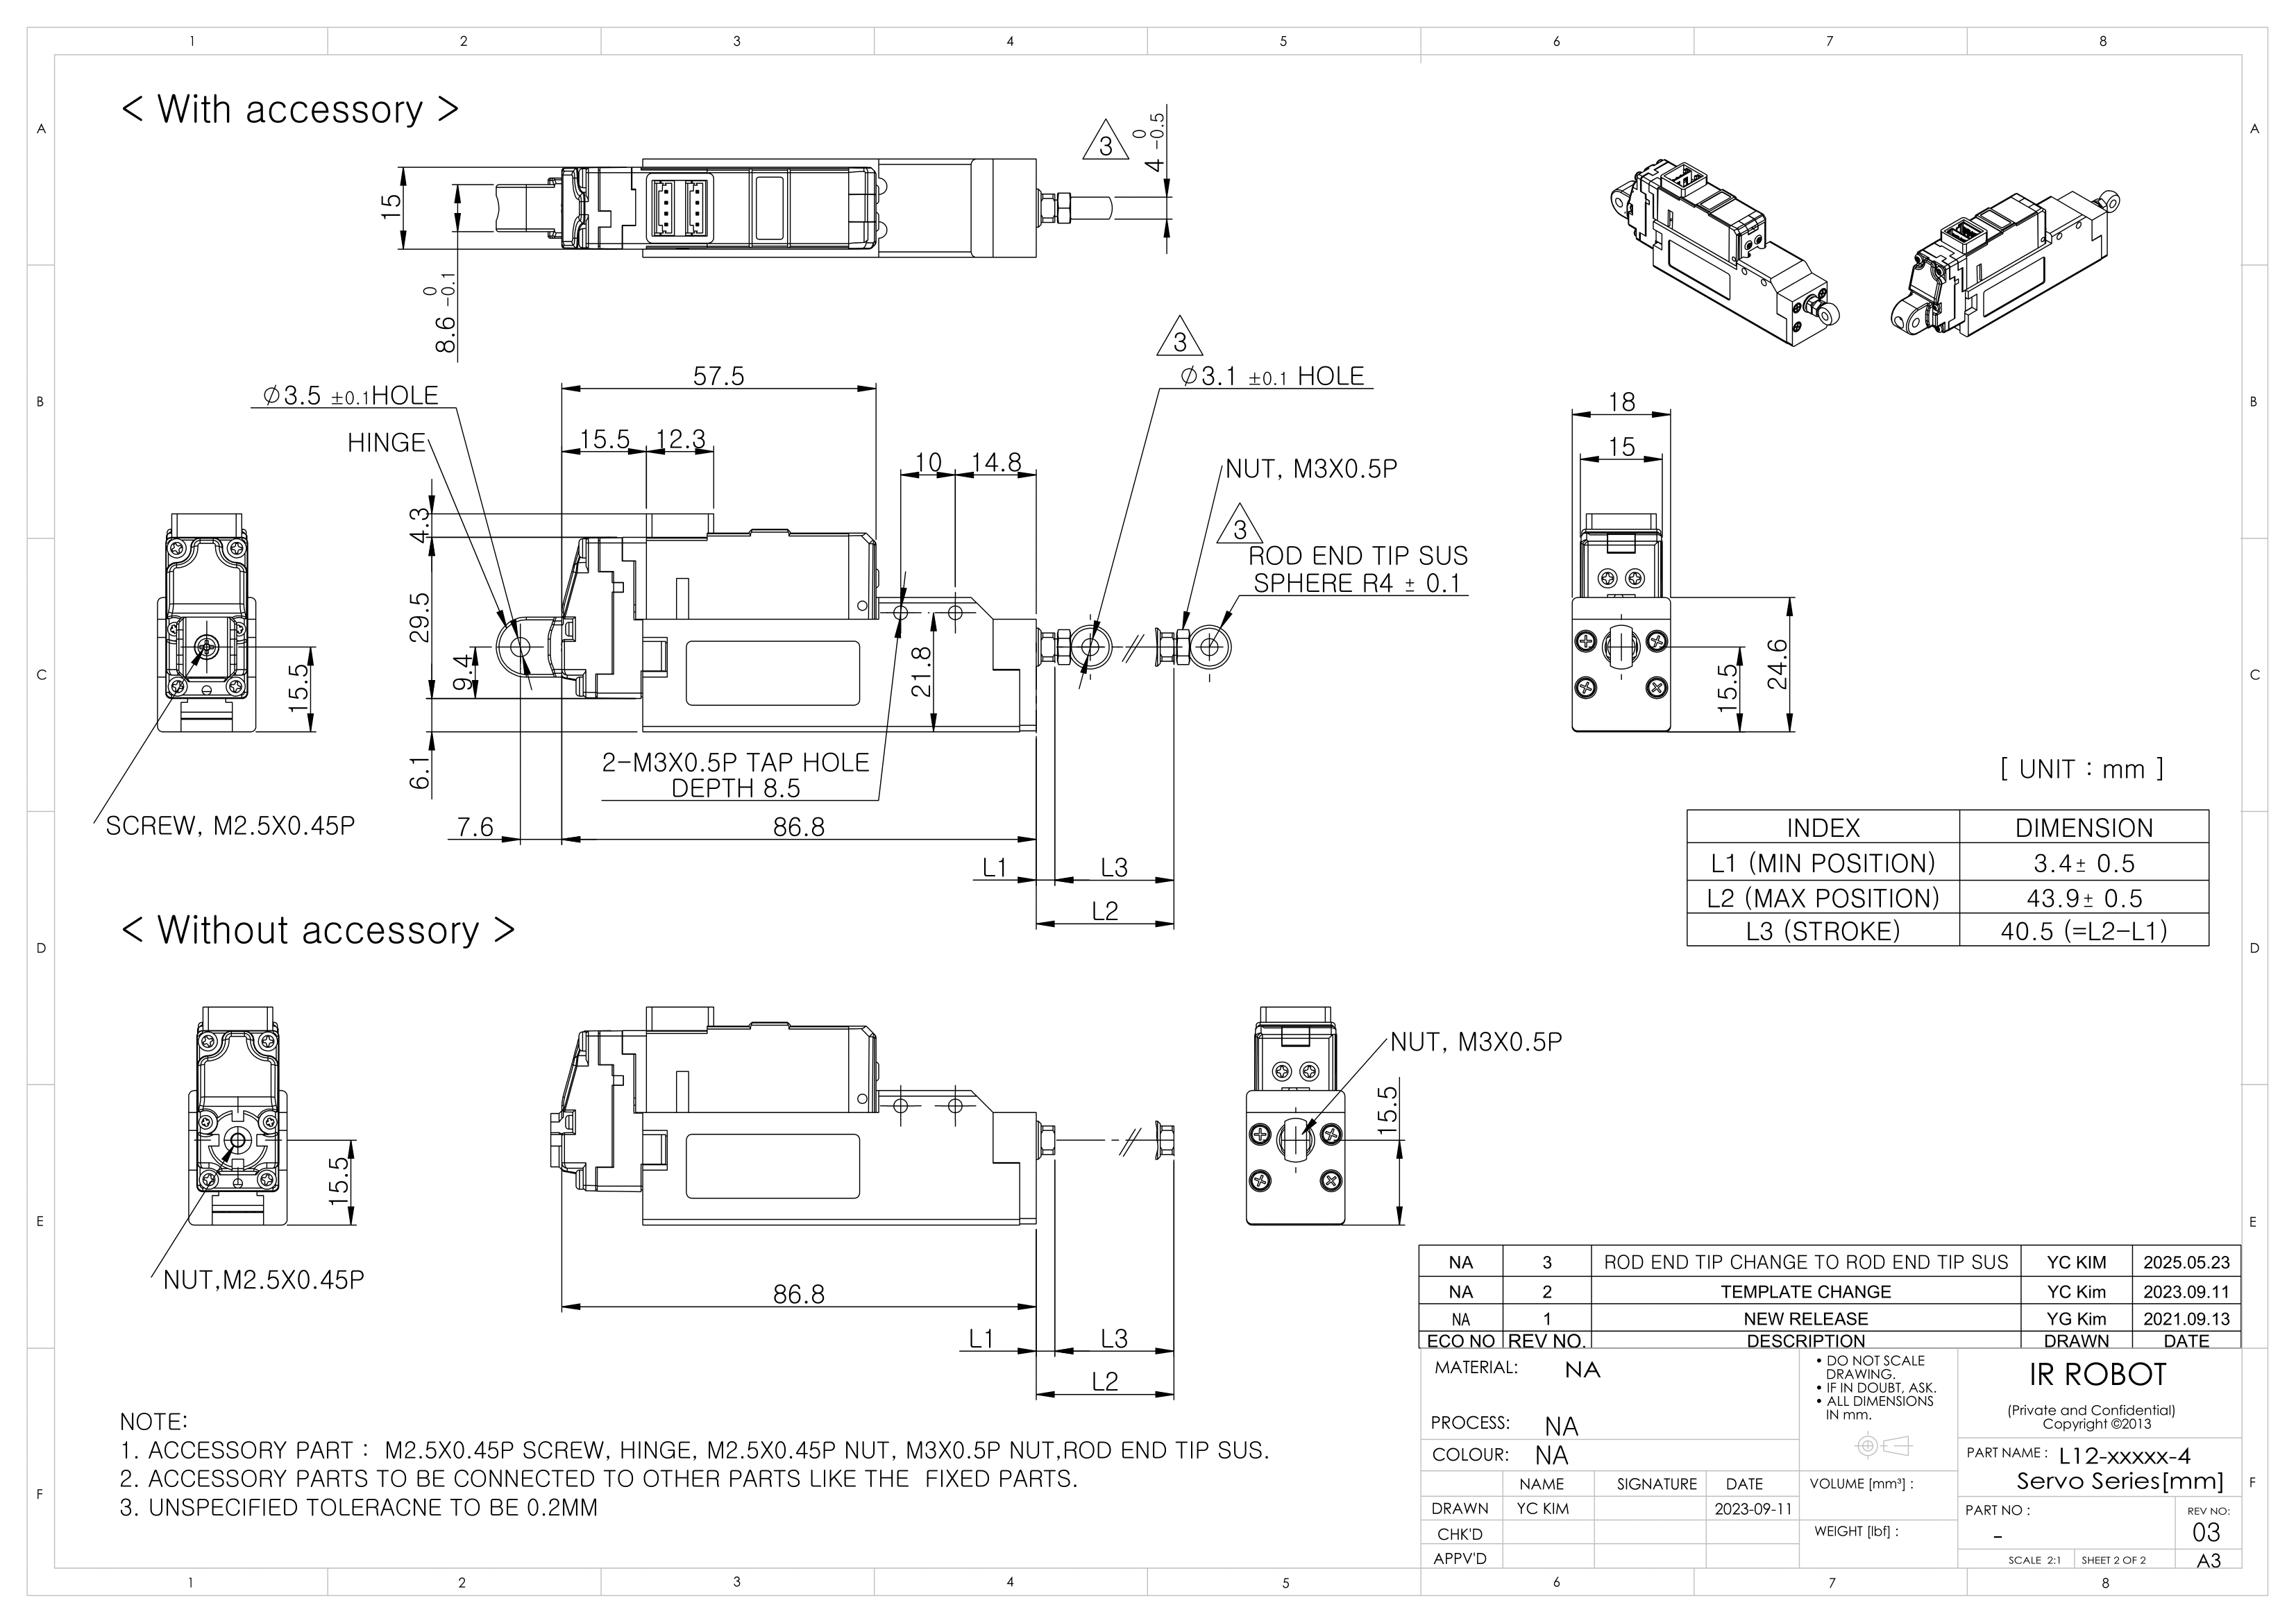 1 2 3 4 5 6 7 8
A A
B B
C C
D D
E E
F F
< With accessory >
15
8.6 0 -0.1
3
4 0 -0.5
57.5
∅3.5 ±0.1HOLE
HINGE
15.5 12.3
10 14.8
3
∅3.1 ±0.1 HOLE
NUT, M3X0.5P
3
ROD END TIP SUS
SPHERE R4 ± 0.1
4.3
29.5
9.4
6.1
21.8
15.5
SCREW, M2.5X0.45P
2-M3X0.5P TAP HOLE
DEPTH 8.5
7.6 86.8
L1 L3
L2
18
15
15.5
24.6
[ UNIT : mm ]
INDEX DIMENSION
L1 (MIN POSITION) 3.4± 0.5
L2 (MAX POSITION) 43.9± 0.5
L3 (STROKE) 40.5 (=L2-L1)
< Without accessory >
15.5
NUT,M2.5X0.45P
86.8
L1 L3
L2
NUT, M3X0.5P
15.5
NOTE:
1. ACCESSORY PART : M2.5X0.45P SCREW, HINGE, M2.5X0.45P NUT, M3X0.5P NUT,ROD END TIP SUS.
2. ACCESSORY PARTS TO BE CONNECTED TO OTHER PARTS LIKE THE FIXED PARTS.
3. UNSPECIFIED TOLERACNE TO BE 0.2MM
NA 3 ROD END TIP CHANGE TO ROD END TIP SUS YC KIM 2025.05.23
NA 2 TEMPLATE CHANGE YC Kim 2023.09.11
NA 1 NEW RELEASE YG Kim 2021.09.13
ECO NO REV NO. DESCRIPTION DRAWN DATE
MATERIAL: NA
PROCESS: NA
COLOUR: NA
NAME SIGNATURE DATE
DRAWN YC KIM 2023-09-11
CHK'D
APPV'D
• DO NOT SCALE
DRAWING.
• IF IN DOUBT, ASK.
• ALL DIMENSIONS
IN mm.
VOLUME [mm³] :
WEIGHT [lbf] :
IR ROBOT
(Private and Confidential)
Copyright ©2013
PART NAME : L12-xxxxx-4
Servo Series[mm]
PART NO :
-
REV NO:
03
SCALE 2:1 SHEET 2 OF 2 A3
1 2 3 4 5 6 7 8